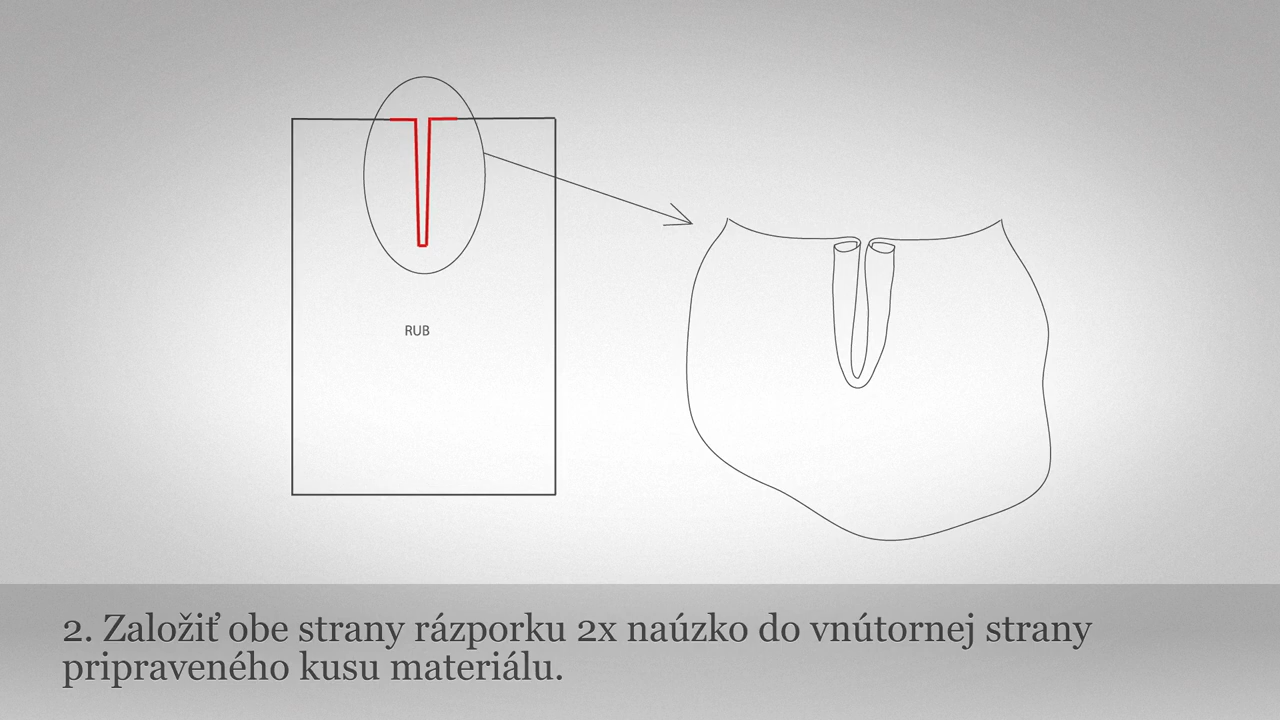 RUB
2. Založiť obe strany rázporku 2x naúzko do vnútornej strany
pripraveného kusu materiálu.